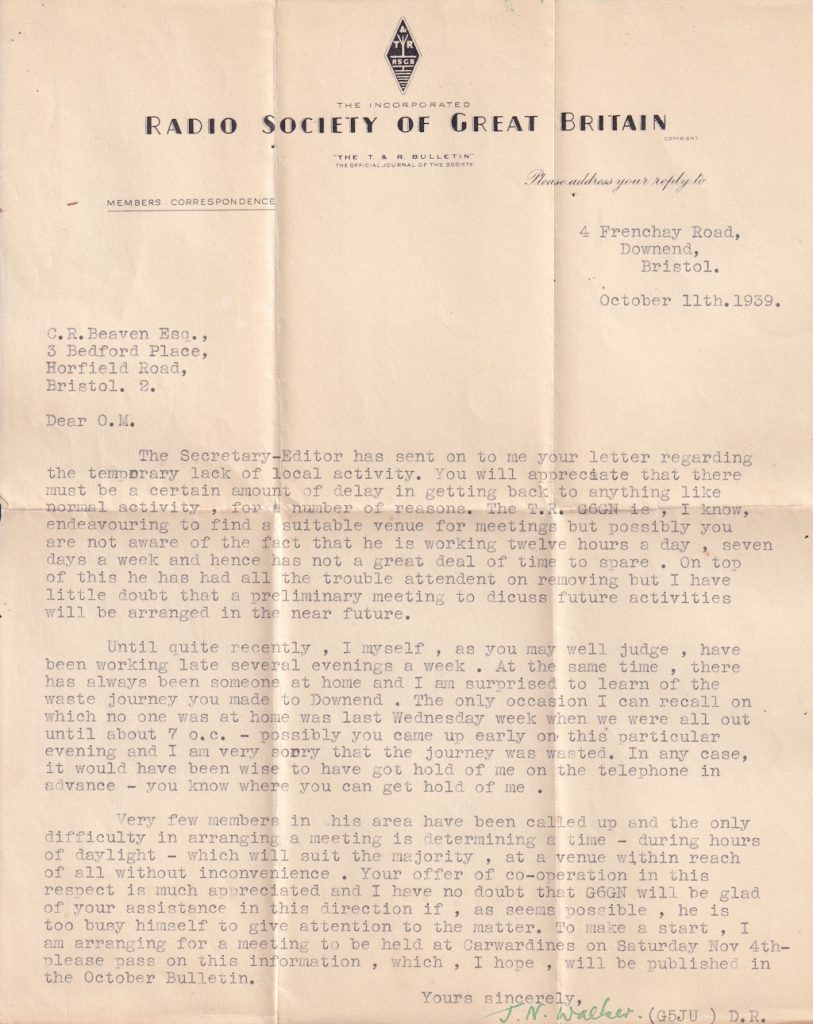 & 
T R
RSGB
THE INCORPORATED
RADIO SOCIETY OF GREAT BRITAIN
COPYRIGHT
"THE T. & R. BULLETIN"
THE OFFICIAL JOURNAL OF THE SOCIETY.
Please address your reply to
MEMBERS CORRESPONDENCE
4 Frenchay Road,
Downend,
Bristol.
October 11th.1939.
C.R.Beaven Esq.,
3 Bedford Place,
Horfield Road,
Bristol. 2.
Dear O.M.
The Secretary-Editor has sent on to me your letter regarding
the temporary lack of local activity. You will appreciate that there
must be a certain amount of delay in getting back to anything like
normal activity , for a number of reasons. The T.R. G6GN is , I know,
endeavouring to find a suitable venue for meetings but possibly you
are not aware of the fact that he is working twelve hours a day , seven
days a week and hence has not a great deal of time to spare . On top
of this he has had all the trouble attendent on removing but I have
little doubt that a preliminary meeting to dicuss future activities
will be arranged in the near future.
Until quite recently , I myself , as you may well judge , have
been working late several evenings a week . At the same time , there
has always been someone at home and I am surprised to learn of the
waste journey you made to Downend . The only occasion I can recall on
which no one was at home was last Wednesday week when we were all out
until about 7 o.c. - possibly you came up early on this particular
evening and I am very sorry that the journey was wasted. In any case,
it would have been wise to have got hold of me on the telephone in
advance - you know where you can get hold of me .
Very few members in this area have been called up and the only
difficulty in arranging a meeting is determining a time - during hours
of daylight - which will suit the majority , at a venue within reach
of all without inconvenience . Your offer of co-operation in this
respect is much appreciated and I have no doubt that G6GN will be glad
of your assistance in this direction if , as seems possible , he is
too busy himself to give attention to the matter. To make a start , I
am arranging for a meeting to be held at Carwardines on Saturday Nov 4th-
please pass on this information , which , I hope , will be published in
the October Bulletin.
Yours sincerely,
J. N. Walker. (G5JU ) D.R.